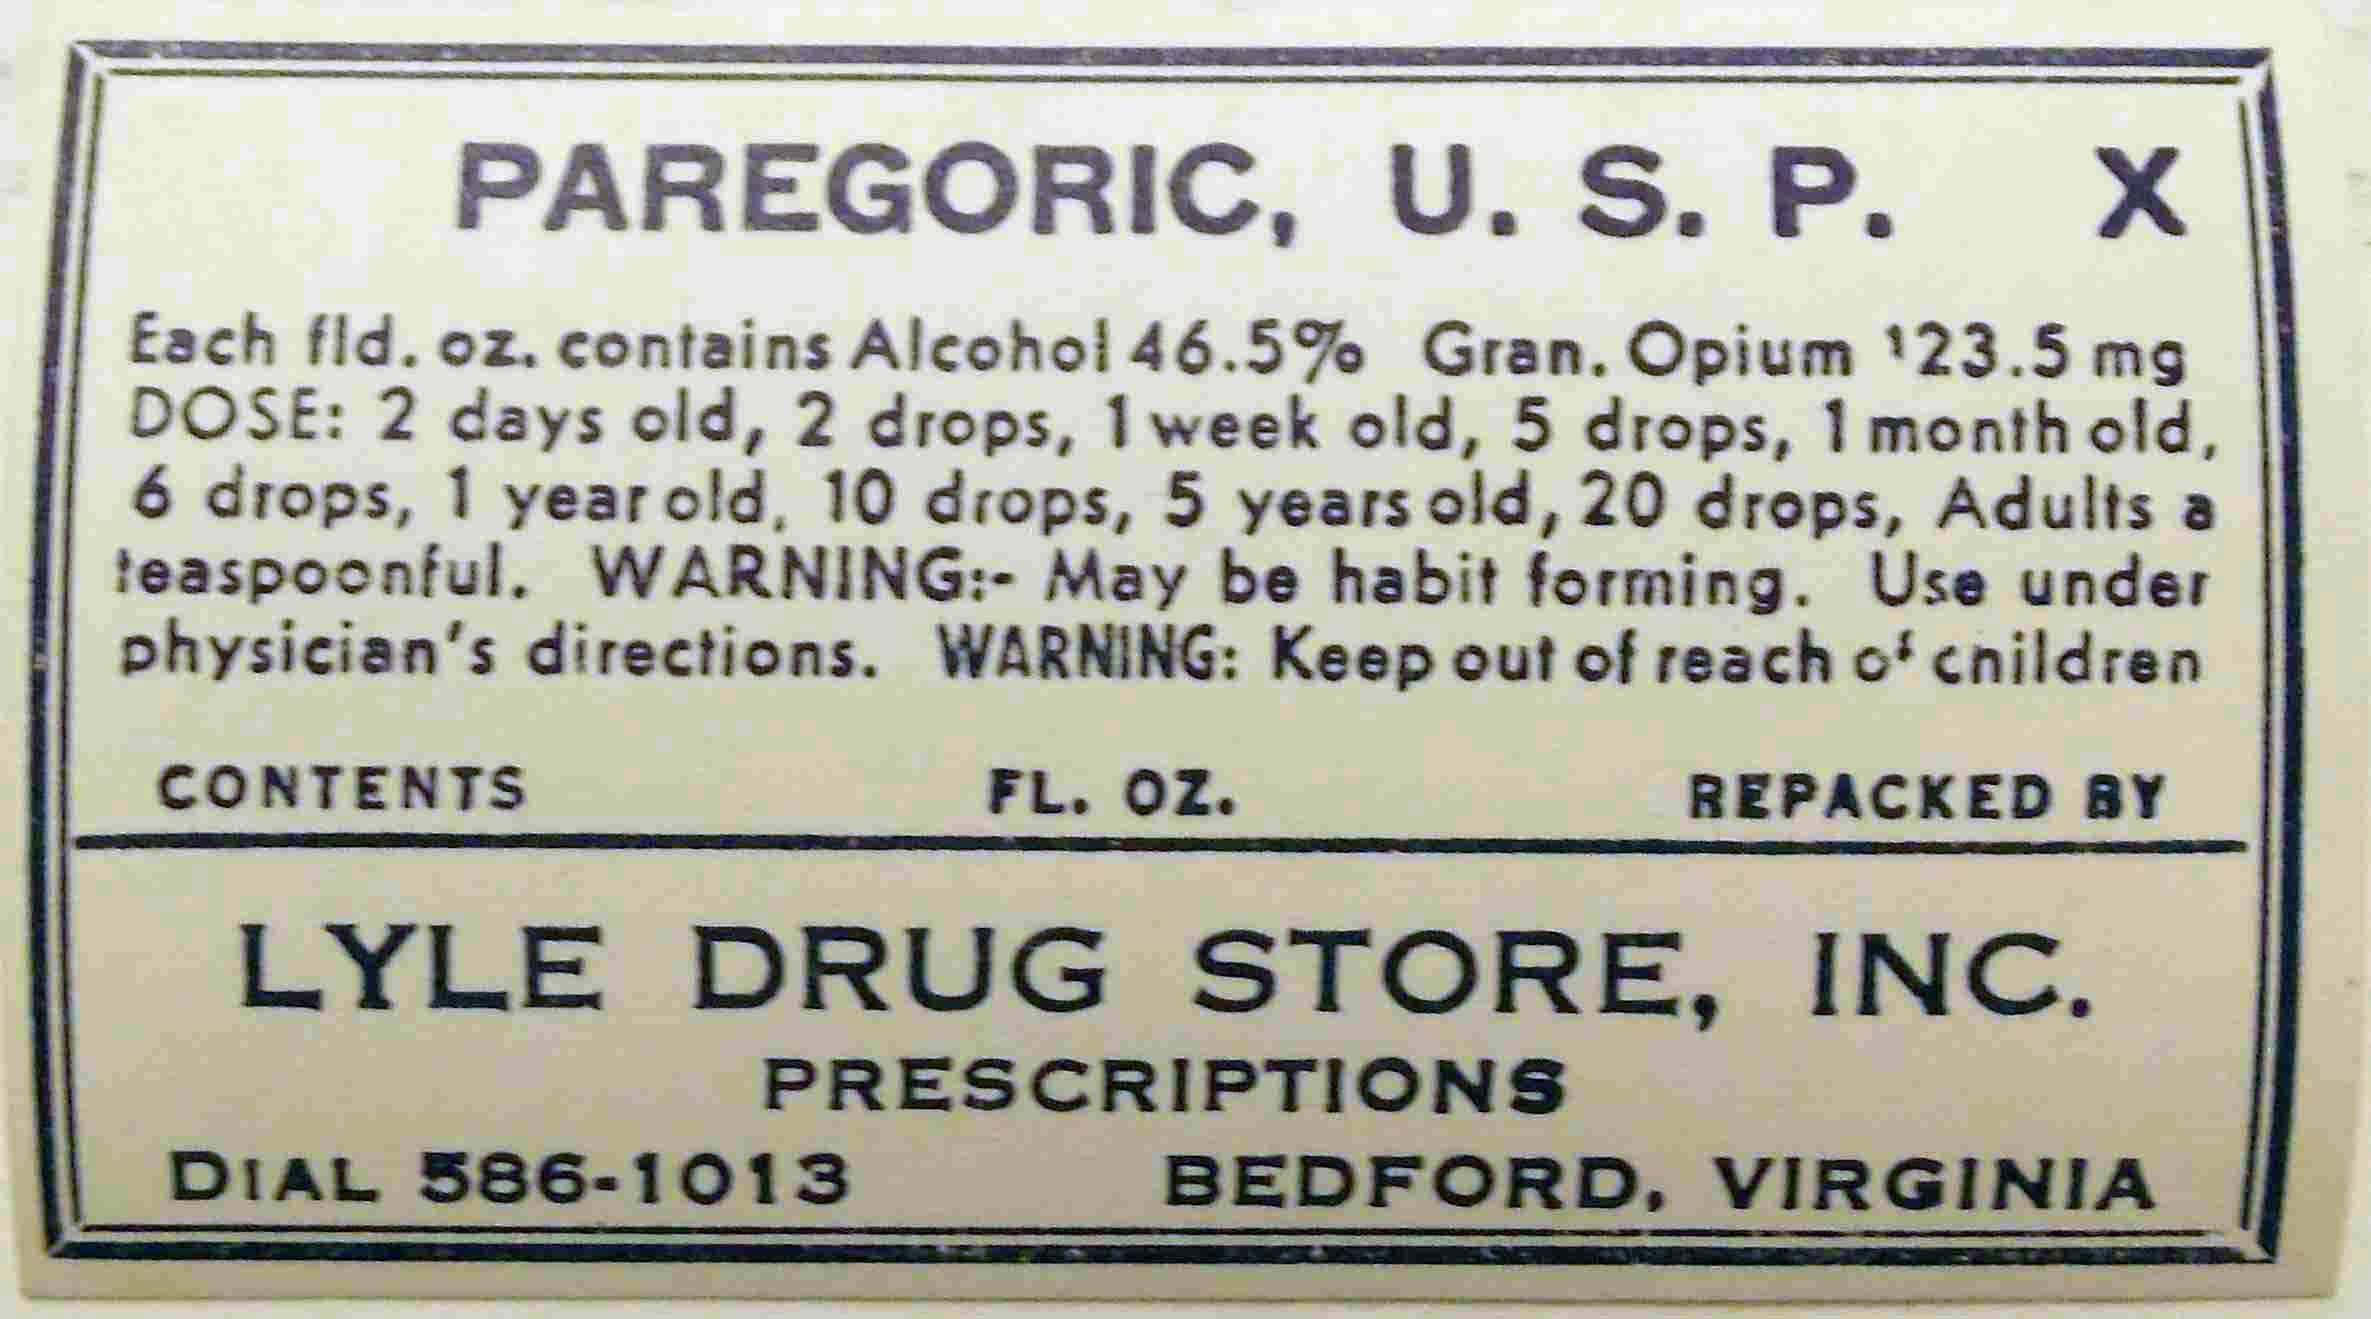 PAREGORIC, U. S. P. X
Each fld. oz. contains Alcohol 46.5% Gran. Opium 123.5 mg
DOSE: 2 days old, 2 drops, 1 week old, 5 drops, 1 month old,
6 drops, 1 year old, 10 drops, 5 years old, 20 drops, Adults a
teaspoonful. WARNING:- May be habit forming. Use under
physician's directions. WARNING: Keep out of reach of children
CONTENTS FL. OZ. REPACKED BY
LYLE DRUG STORE, INC.
PRESCRIPTIONS
DIAL 586-1013 BEDFORD, VIRGINIA